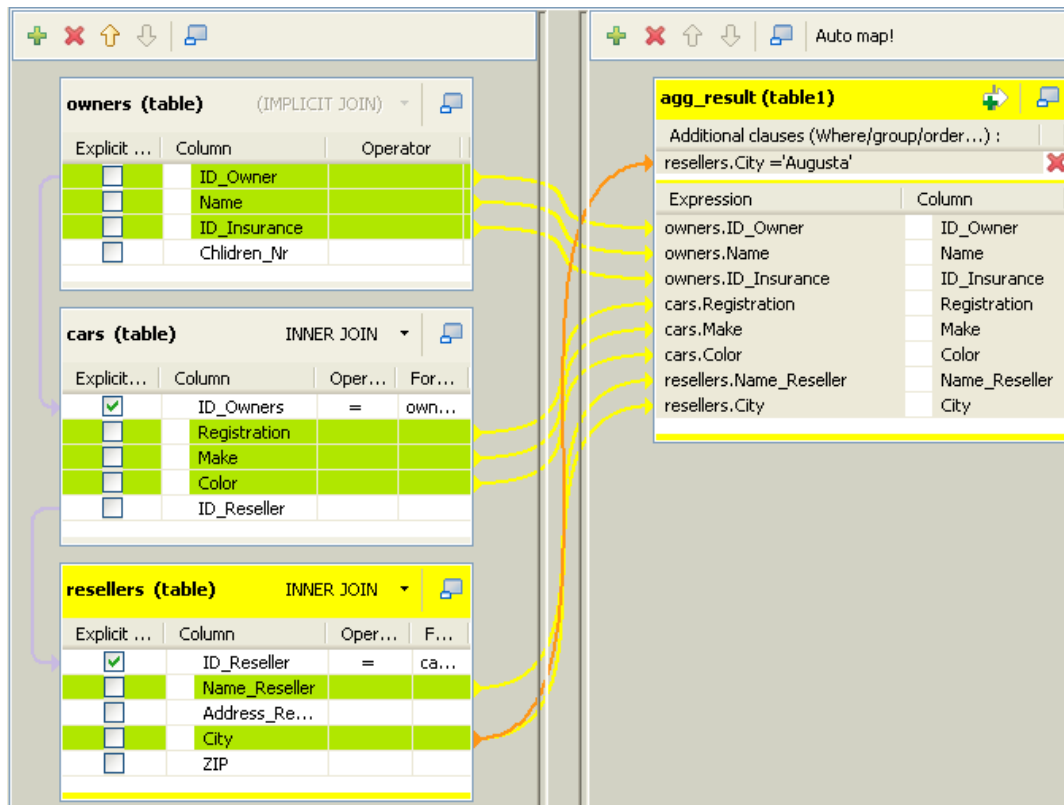 Auto map!
owners (table) (IMPLICIT JOIN)
Explicit ... Column Operator
ID_Owner
Name
ID_Insurance
Chlidren_Nr
cars (table) INNER JOIN
Explicit... Column Oper... For...
ID_Owners = own...
Registration
Make
Color
ID_Reseller
resellers (table) INNER JOIN
Explicit ... Column Oper... F...
ID_Reseller = ca...
Name_Reseller
Address_Re...
City
ZIP
agg_result (table1)
Additional clauses (Where/group/order...) :
resellers.City ='Augusta'
Expression Column
owners.ID_Owner ID_Owner
owners.Name Name
owners.ID_Insurance ID_Insurance
cars.Registration Registration
cars.Make Make
cars.Color Color
resellers.Name_Reseller Name_Reseller
resellers.City City